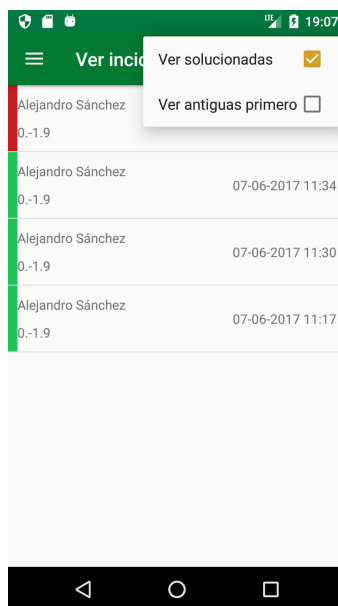 LTE 19:07
Ver incid
Ver solucionadas
Ver antiguas primero
Alejandro Sánchez
0.-1.9
Alejandro Sánchez
07-06-2017 11:34
0.-1.9
Alejandro Sánchez
07-06-2017 11:30
0.-1.9
Alejandro Sánchez
07-06-2017 11:17
0.-1.9